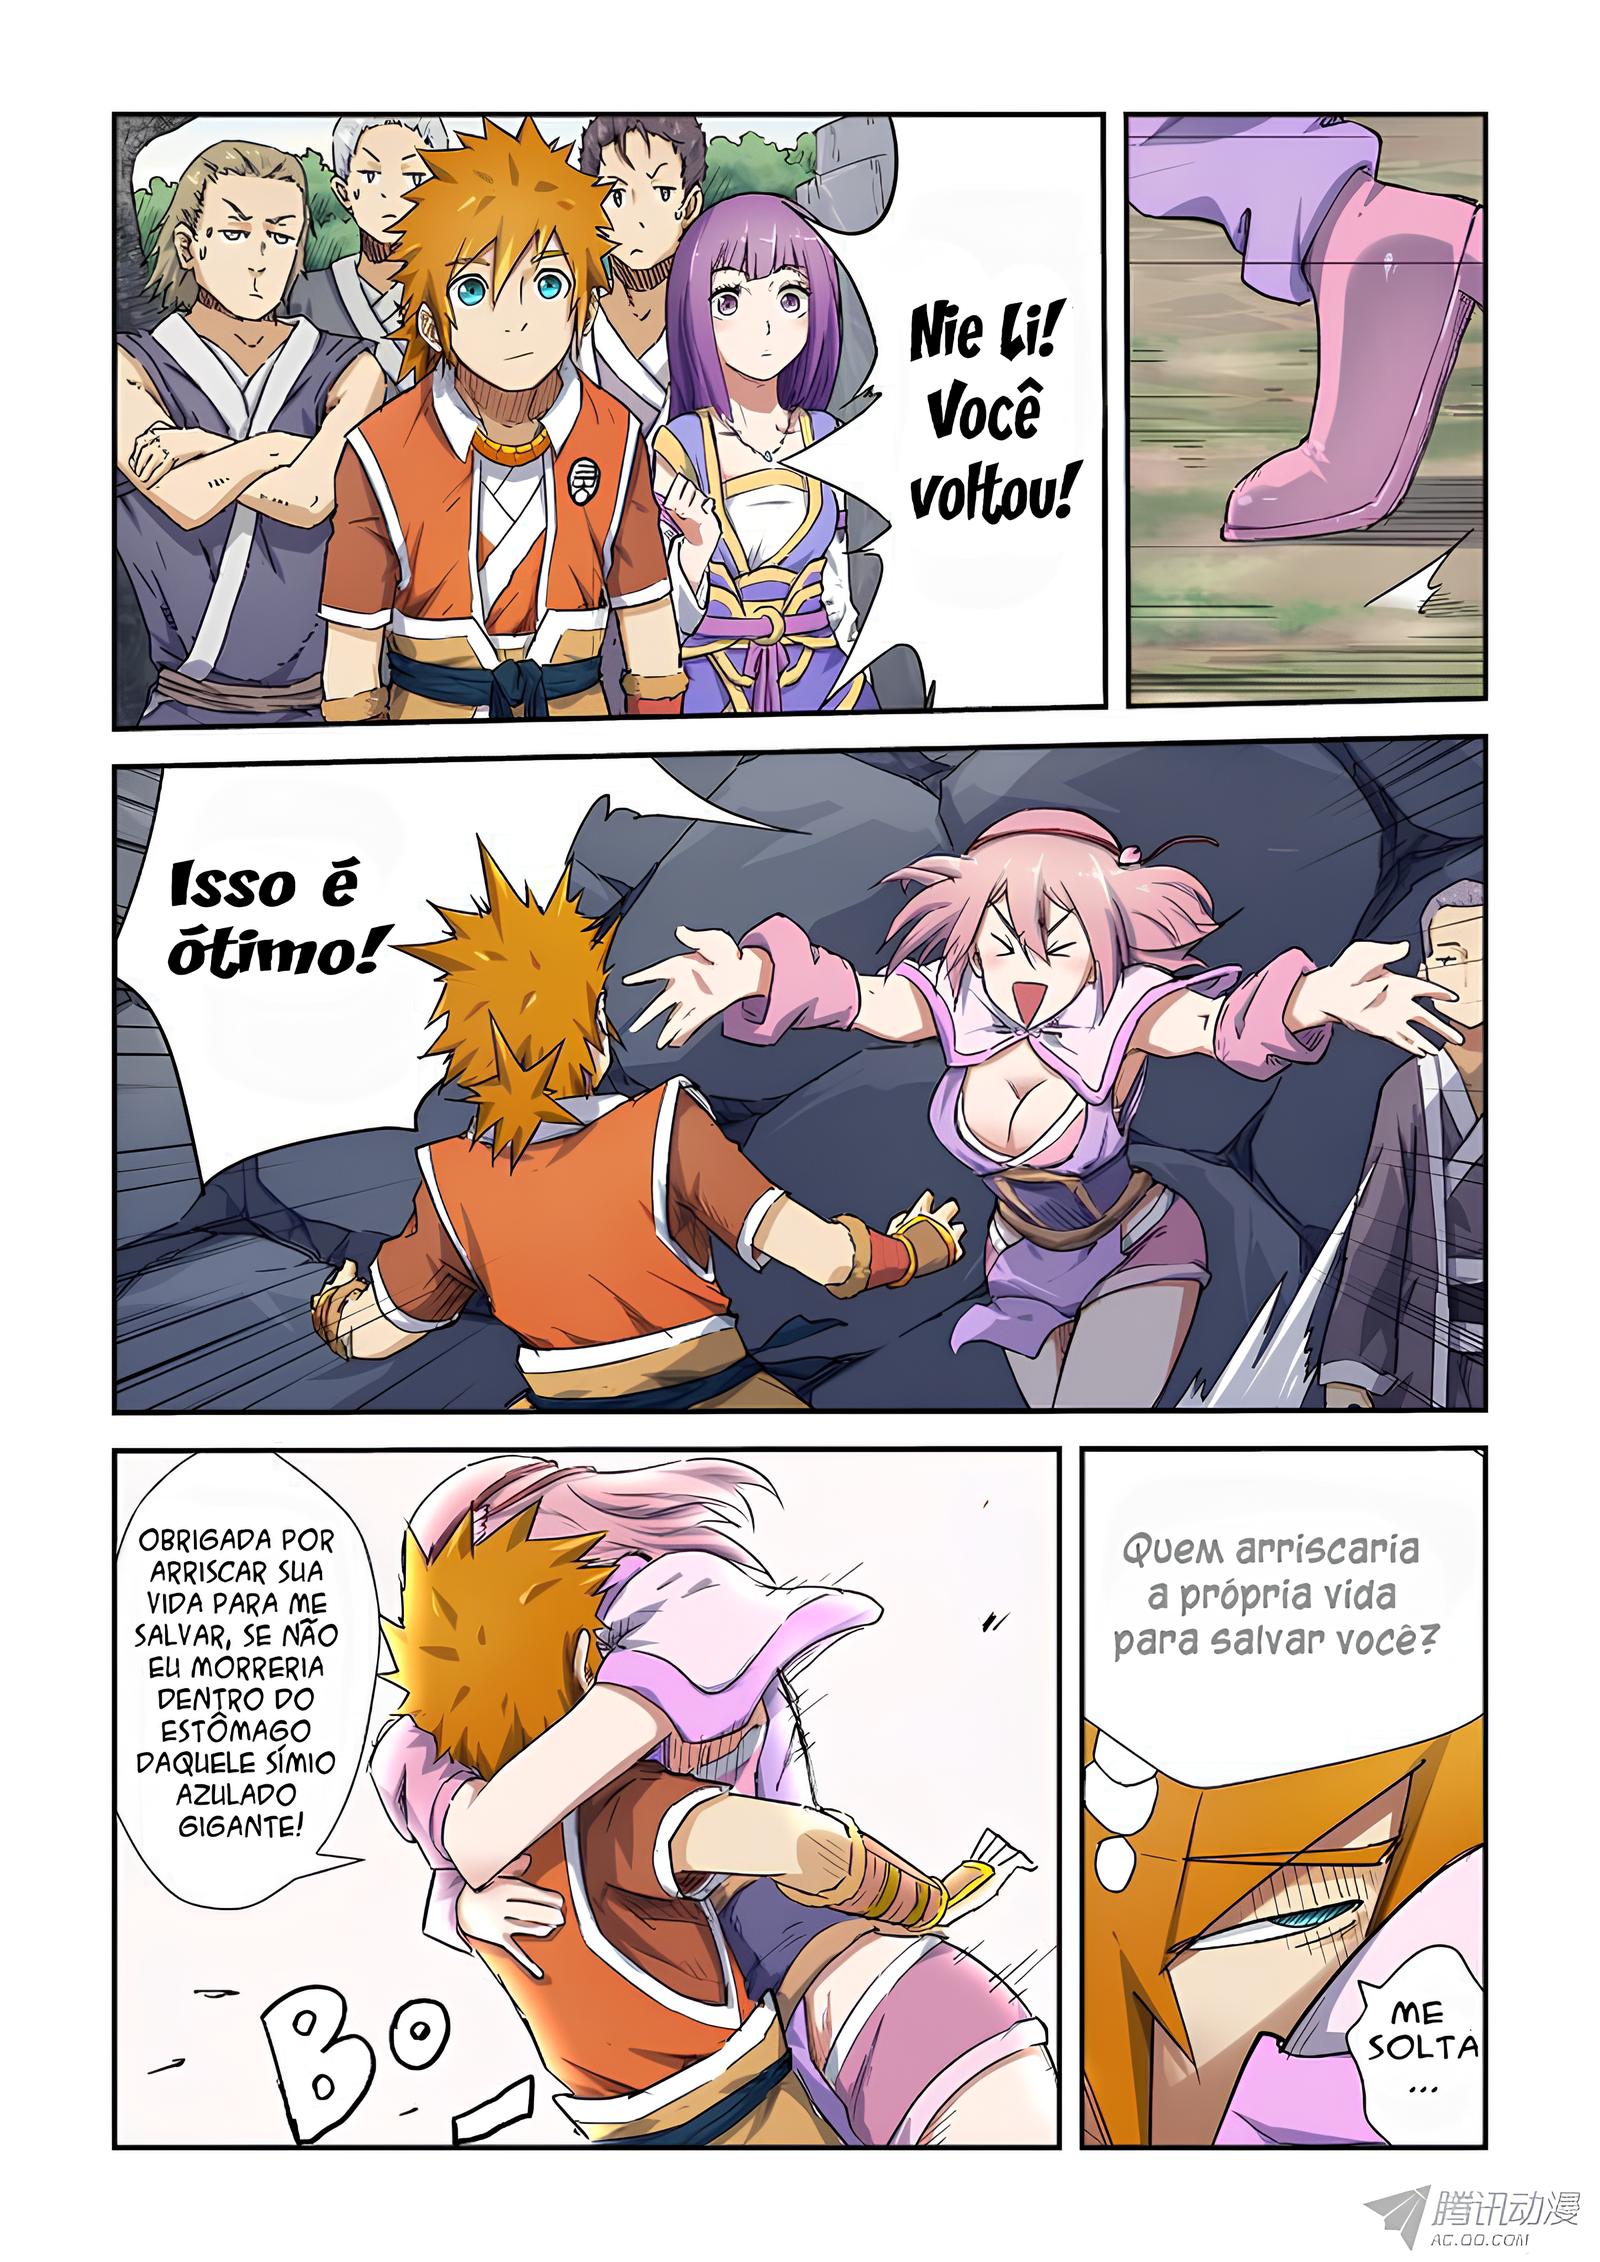 Nie Li!
Você
voltou!
Isso é
ótimo!
OBRIGADA POR
ARRISCAR SUA
VIDA PARA ME
SALVAR, SE NÃO
EU MORRERIA
DENTRO DO
ESTÔMAGO
DAQUELE SÍMIO
AZULADO
GIGANTE!
BO
Quem arriscaria
a própria vida
para salvar você?
ME
SOLTA
...
腾讯动漫
AC.QQ.COM